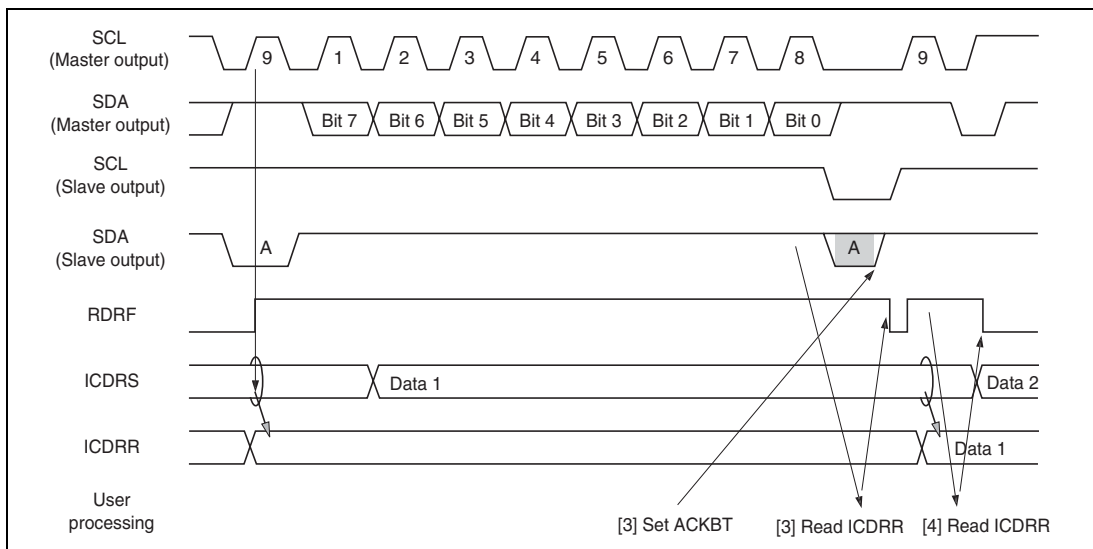 SCL
(Master output)
9 1 2 3 4 5 6 7 8 9
SDA
(Master output)
Bit 7 Bit 6 Bit 5 Bit 4 Bit 3 Bit 2 Bit 1 Bit 0
SCL
(Slave output)
SDA
(Slave output)
A A
RDRF
ICDRS
Data 1 Data 2
ICDRR
Data 1
User
processing
[3] Set ACKBT [3] Read ICDRR [4] Read ICDRR